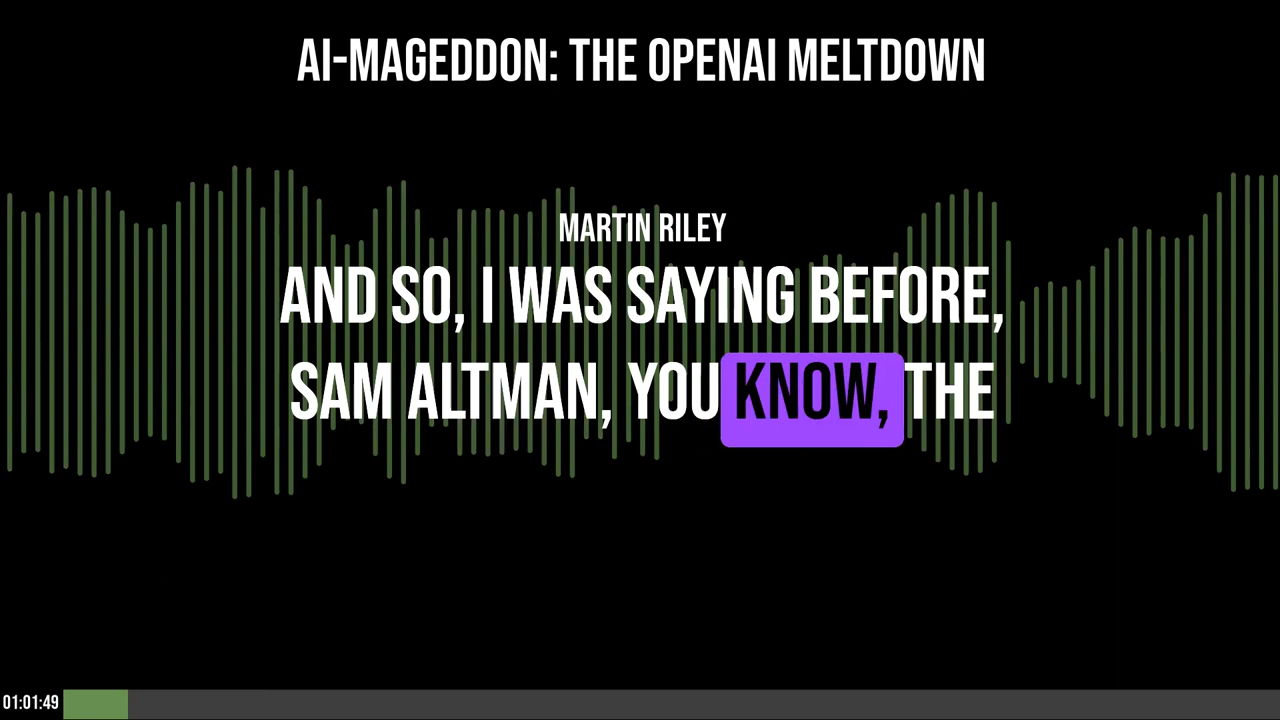 AI-MAGEDDON: THE OPENAI MELTDOWN
MARTIN RILEY
AND SO, I WAS SAYING BEFORE,
SAM ALTMAN, YOU KNOW, THE
01:01:49